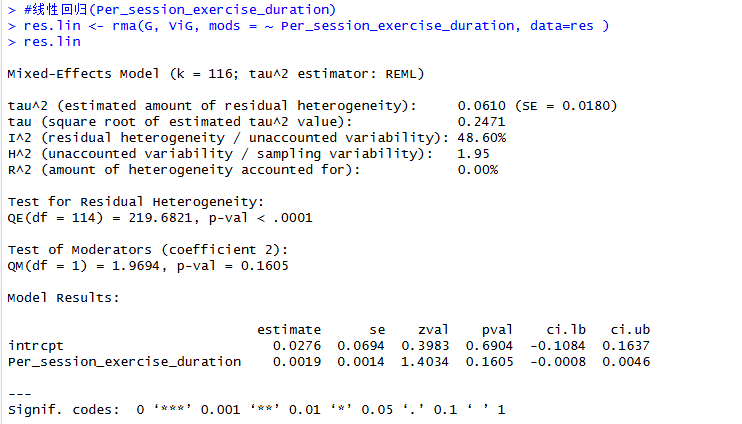 > #线性回归(Per_session_exercise_duration)
> res.lin <- rma(G, ViG, mods = ~ Per_session_exercise_duration, data=res )
> res.lin
Mixed-Effects Model (k = 116; tau^2 estimator: REML)
tau^2 (estimated amount of residual heterogeneity):     0.0610 (SE = 0.0180)
tau (square root of estimated tau^2 value):             0.2471
I^2 (residual heterogeneity / unaccounted variability): 48.60%
H^2 (unaccounted variability / sampling variability):   1.95
R^2 (amount of heterogeneity accounted for):            0.00%
Test for Residual Heterogeneity:
QE(df = 114) = 219.6821, p-val < .0001
Test of Moderators (coefficient 2):
QM(df = 1) = 1.9694, p-val = 0.1605
Model Results:
estimate      se    zval    pval    ci.lb   ci.ub
intrcpt                          0.0276  0.0694  0.3983  0.6904  -0.1084  0.1637
Per_session_exercise_duration    0.0019  0.0014  1.4034  0.1605  -0.0008  0.0046
---
Signif. codes:  0 ‘***’ 0.001 ‘**’ 0.01 ‘*’ 0.05 ‘.’ 0.1 ‘ ’ 1